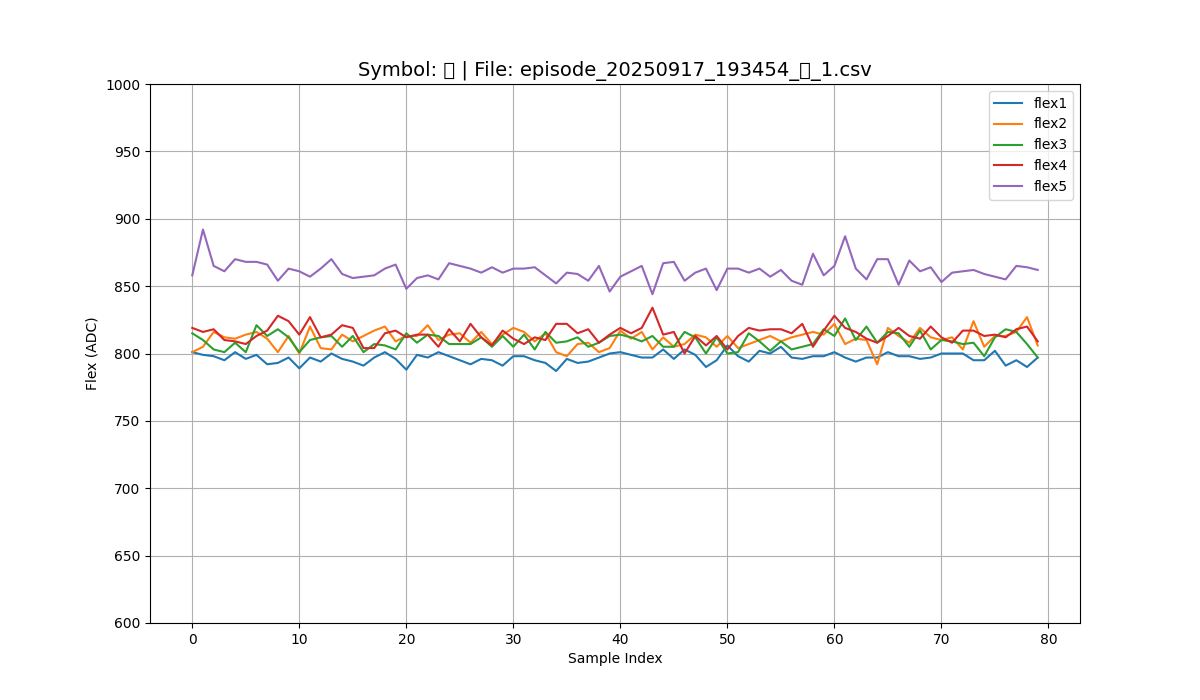 Symbol: | File: episode_20250917_193454_ _1.csv
1000
950
900
850
800
750
700
650
600
Flex (ADC)
0 10 20 30 40 50 60 70 80
Sample Index
flex1
flex2
flex3
flex4
flex5